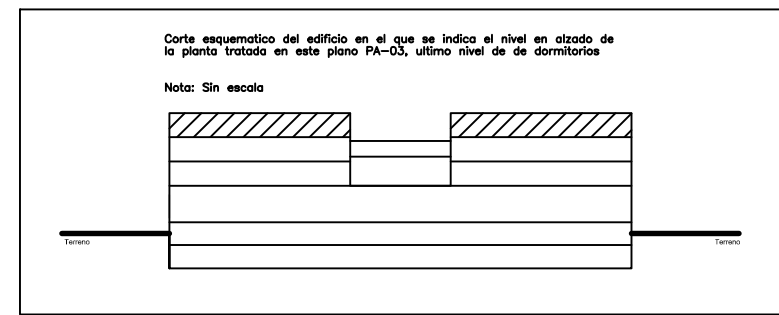 Corte esquematico del edificio en el que se indica el nivel en alzado de
la planta tratada en este plano PA-03, ultimo nivel de de dormitorios
Nota: Sin escala
Terreno
Terreno